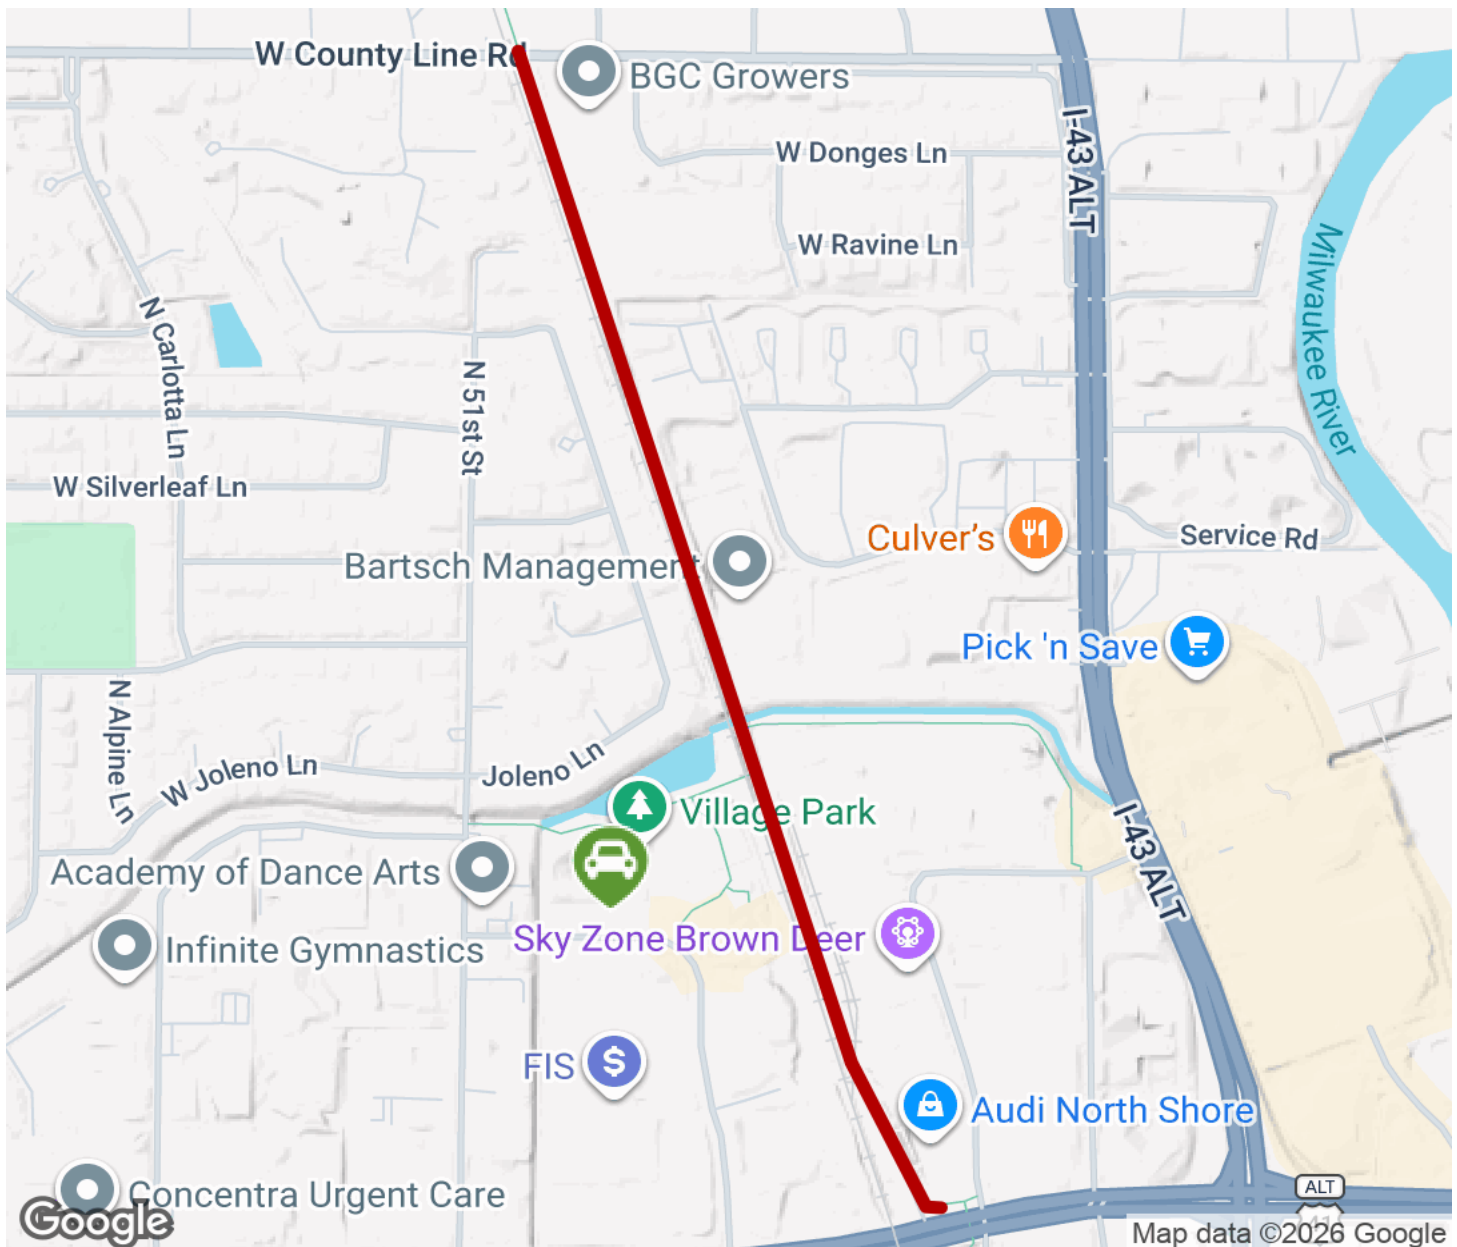 W County Line Rd
BGC Growers
I-43 ALT
W Donges Ln
W Ravine Ln
Milwaukee River
N Carlotta Ln
N 51st St
W Silverleaf Ln
Culver's
Service Rd
Bartsch Management
Pick 'n Save
N Alpine Ln
W Joleno Ln
Joleno Ln
Village Park
I-43 ALT
Academy of Dance Arts
Sky Zone Brown Deer
Infinite Gymnastics
FIS
Audi North Shore
Concentra Urgent Care
ALT
Google
Map data ©2026 Google